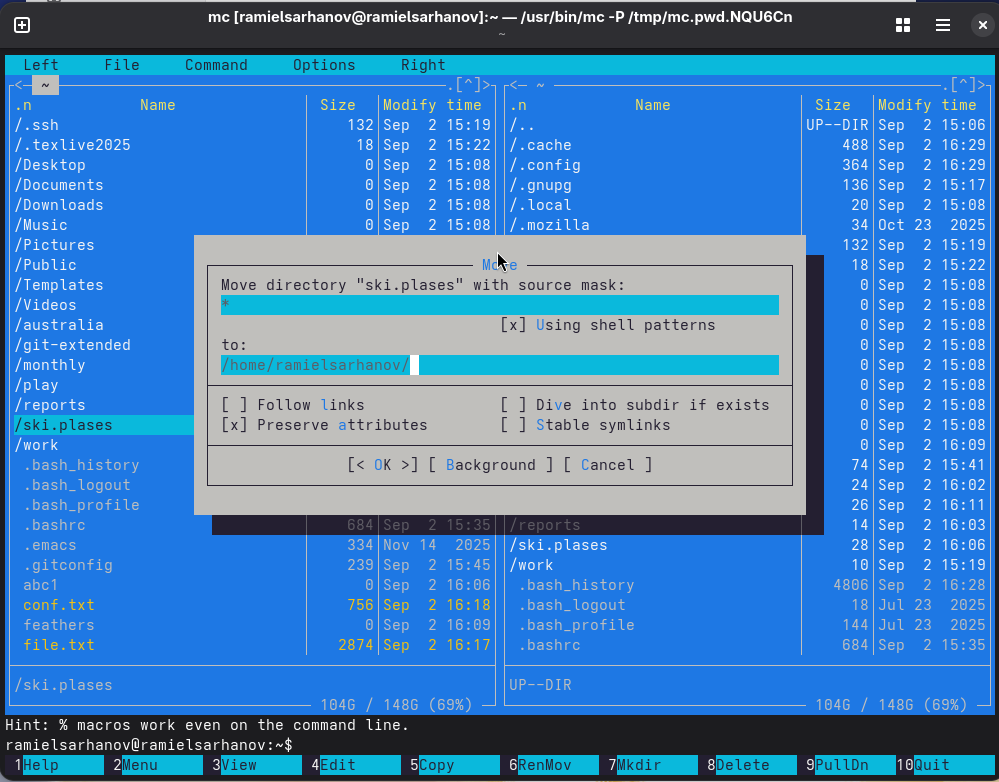 mc [ramielsarhanov@ramielsarhanov]:~ — /usr/bin/mc -P /tmp/mc.pwd.NQU6Cn
~
Left File Command Options Right
<─ ~ .[^]> <─ ~ .[^]>
.n Name Size Modify time .n Name Size Modify time
/.ssh 132 Sep 2 15:19 /.. UP--DIR Sep 2 15:06
/.texlive2025 18 Sep 2 15:22 /.cache 488 Sep 2 16:29
/Desktop 0 Sep 2 15:08 /.config 364 Sep 2 16:29
/Documents 0 Sep 2 15:08 /.gnupg 136 Sep 2 15:17
/Downloads 0 Sep 2 15:08 /.local 20 Sep 2 15:08
/Music 0 Sep 2 15:08 /.mozilla 34 Oct 23 2025
/Pictures 132 Sep 2 15:19
/Public Move 18 Sep 2 15:22
/Templates Move directory "ski.plases" with source mask: 0 Sep 2 15:08
/Videos * 0 Sep 2 15:08
/australia [x] Using shell patterns 0 Sep 2 15:08
/git-extended to: 0 Sep 2 15:08
/monthly /home/ramielsarhanov/ 0 Sep 2 15:08
/play 0 Sep 2 15:08
/reports [ ] Follow links [ ] Dive into subdir if exists 0 Sep 2 15:08
/ski.plases [x] Preserve attributes [ ] Stable symlinks 0 Sep 2 15:08
/work 0 Sep 2 16:09
.bash_history [< OK >] [ Background ] [ Cancel ] 74 Sep 2 15:41
.bash_logout 24 Sep 2 16:02
.bash_profile 26 Sep 2 16:11
.bashrc 684 Sep 2 15:35 /reports 14 Sep 2 16:03
.emacs 334 Nov 14 2025 /ski.plases 28 Sep 2 16:06
.gitconfig 239 Sep 2 15:45 /work 10 Sep 2 15:19
abc1 0 Sep 2 16:06 .bash_history 4806 Sep 2 16:28
conf.txt 756 Sep 2 16:18 .bash_logout 18 Jul 23 2025
feathers 0 Sep 2 16:09 .bash_profile 144 Jul 23 2025
file.txt 2874 Sep 2 16:17 .bashrc 684 Sep 2 15:35
/ski.plases UP--DIR
104G / 148G (69%) 104G / 148G (69%)
Hint: % macros work even on the command line.
ramielsarhanov@ramielsarhanov:~$
1Help 2Menu 3View 4Edit 5Copy 6RenMov 7Mkdir 8Delete 9PullDn 10Quit